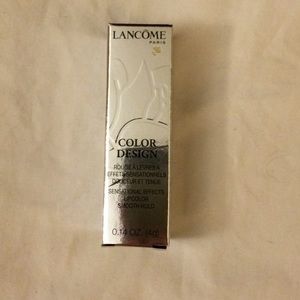 LANCÔME
PARIS
COLOR
DESIGN
ROUGE À LÈVRES
EFFETS SENSATIONNELS
DOUCEUR ET TENUE
SENSATIONAL EFFECTS
LIPCOLOR
SMOOTH HOLD
0.14 OZ. (4g)